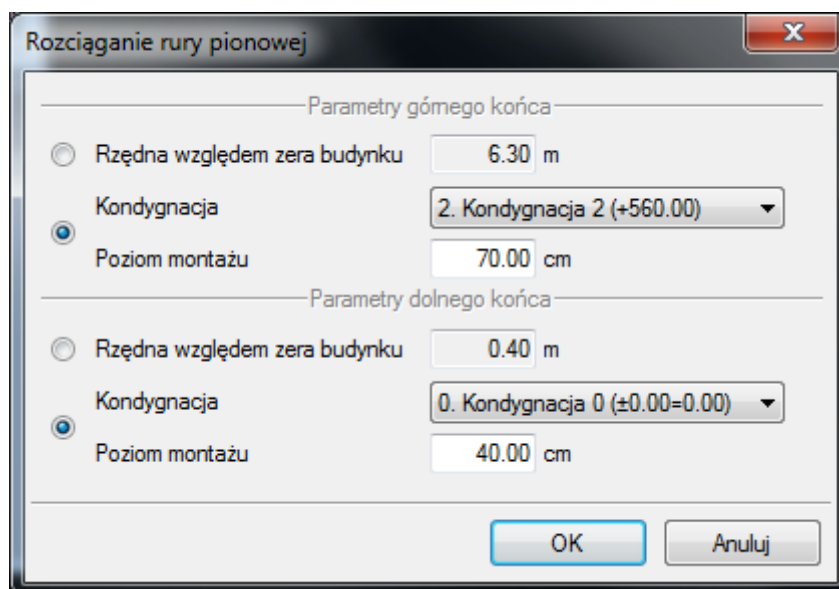 Rozciąganie rury pionowej
Parametry górnego końca
Rzędna względem zera budynku 6.30 m
Kondygnacja 2. Kondygnacja 2 (+560.00)
Poziom montażu 70.00 cm
Parametry dolnego końca
Rzędna względem zera budynku 0.40 m
Kondygnacja 0. Kondygnacja 0 (±0.00=0.00)
Poziom montażu 40.00 cm
OK Anuluj